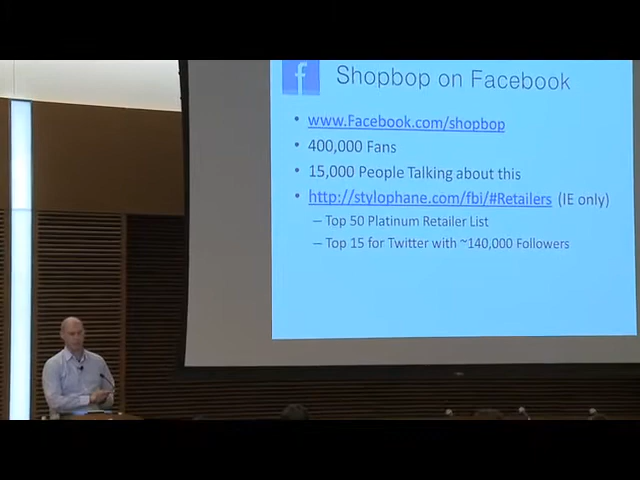 f Shopbop on Facebook
• www.Facebook.com/shopbop
• 400,000 Fans
• 15,000 People Talking about this
• http://stylophane.com/fbi/#Retailers (IE only)
– Top 50 Platinum Retailer List
– Top 15 for Twitter with ~140,000 Followers